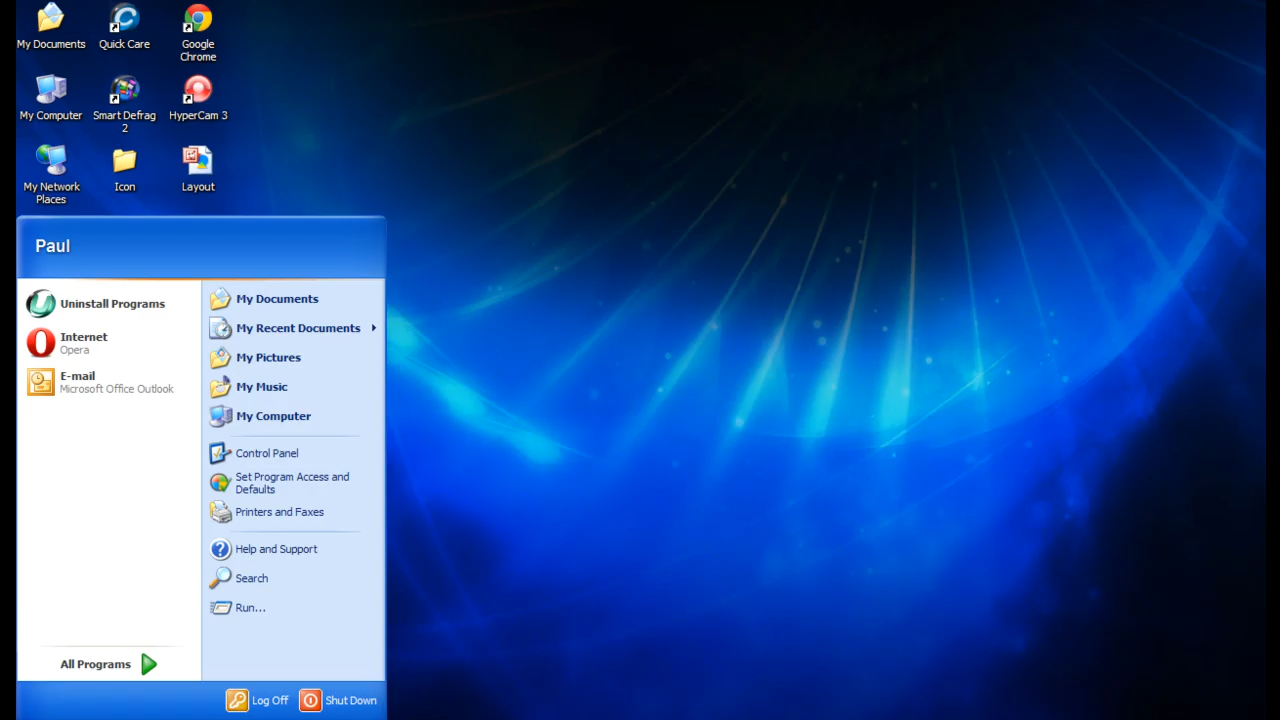 My Documents
Quick Care
Google
Chrome
My Computer
Smart Defrag
2
HyperCam 3
My Network
Places
Icon
Layout
Paul
Uninstall Programs
Internet
Opera
E-mail
Microsoft Office Outlook
All Programs
My Documents
My Recent Documents
My Pictures
My Music
My Computer
Control Panel
Set Program Access and
Defaults
Printers and Faxes
Help and Support
Search
Run...
Log Off
Shut Down